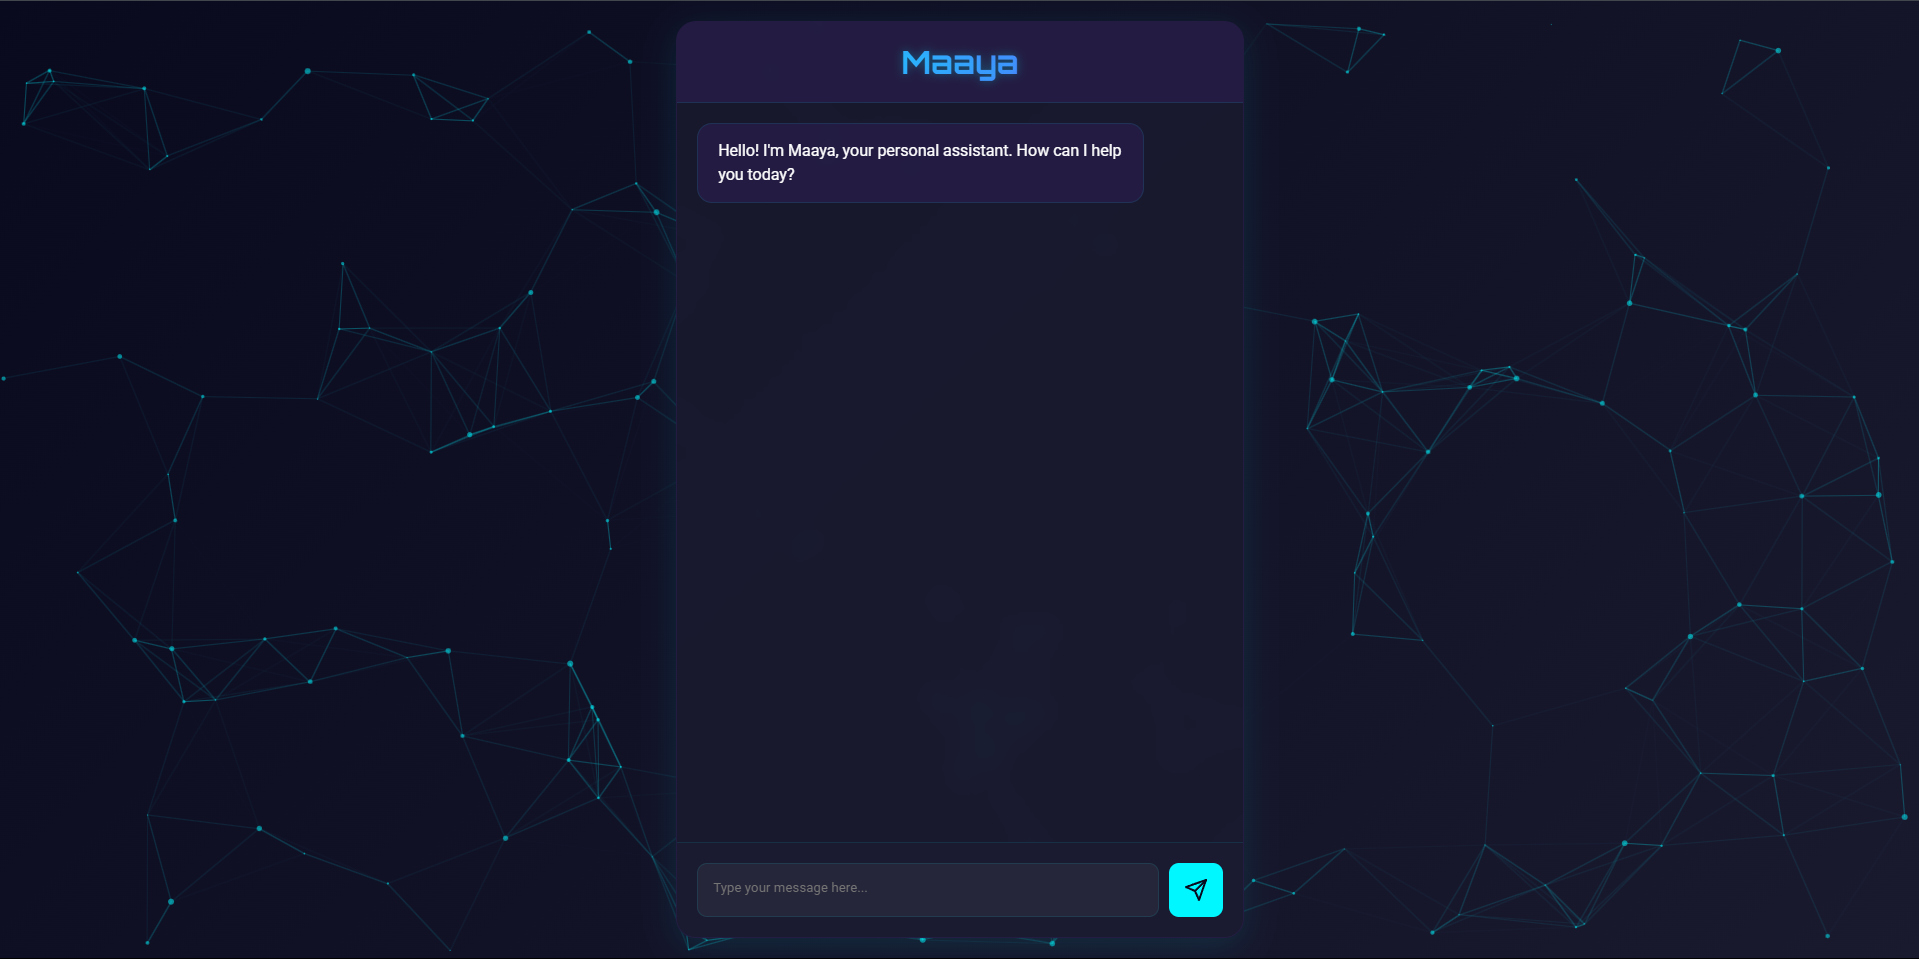 Maaya
Hello! I'm Maaya, your personal assistant. How can I help
you today?
Type your message here...